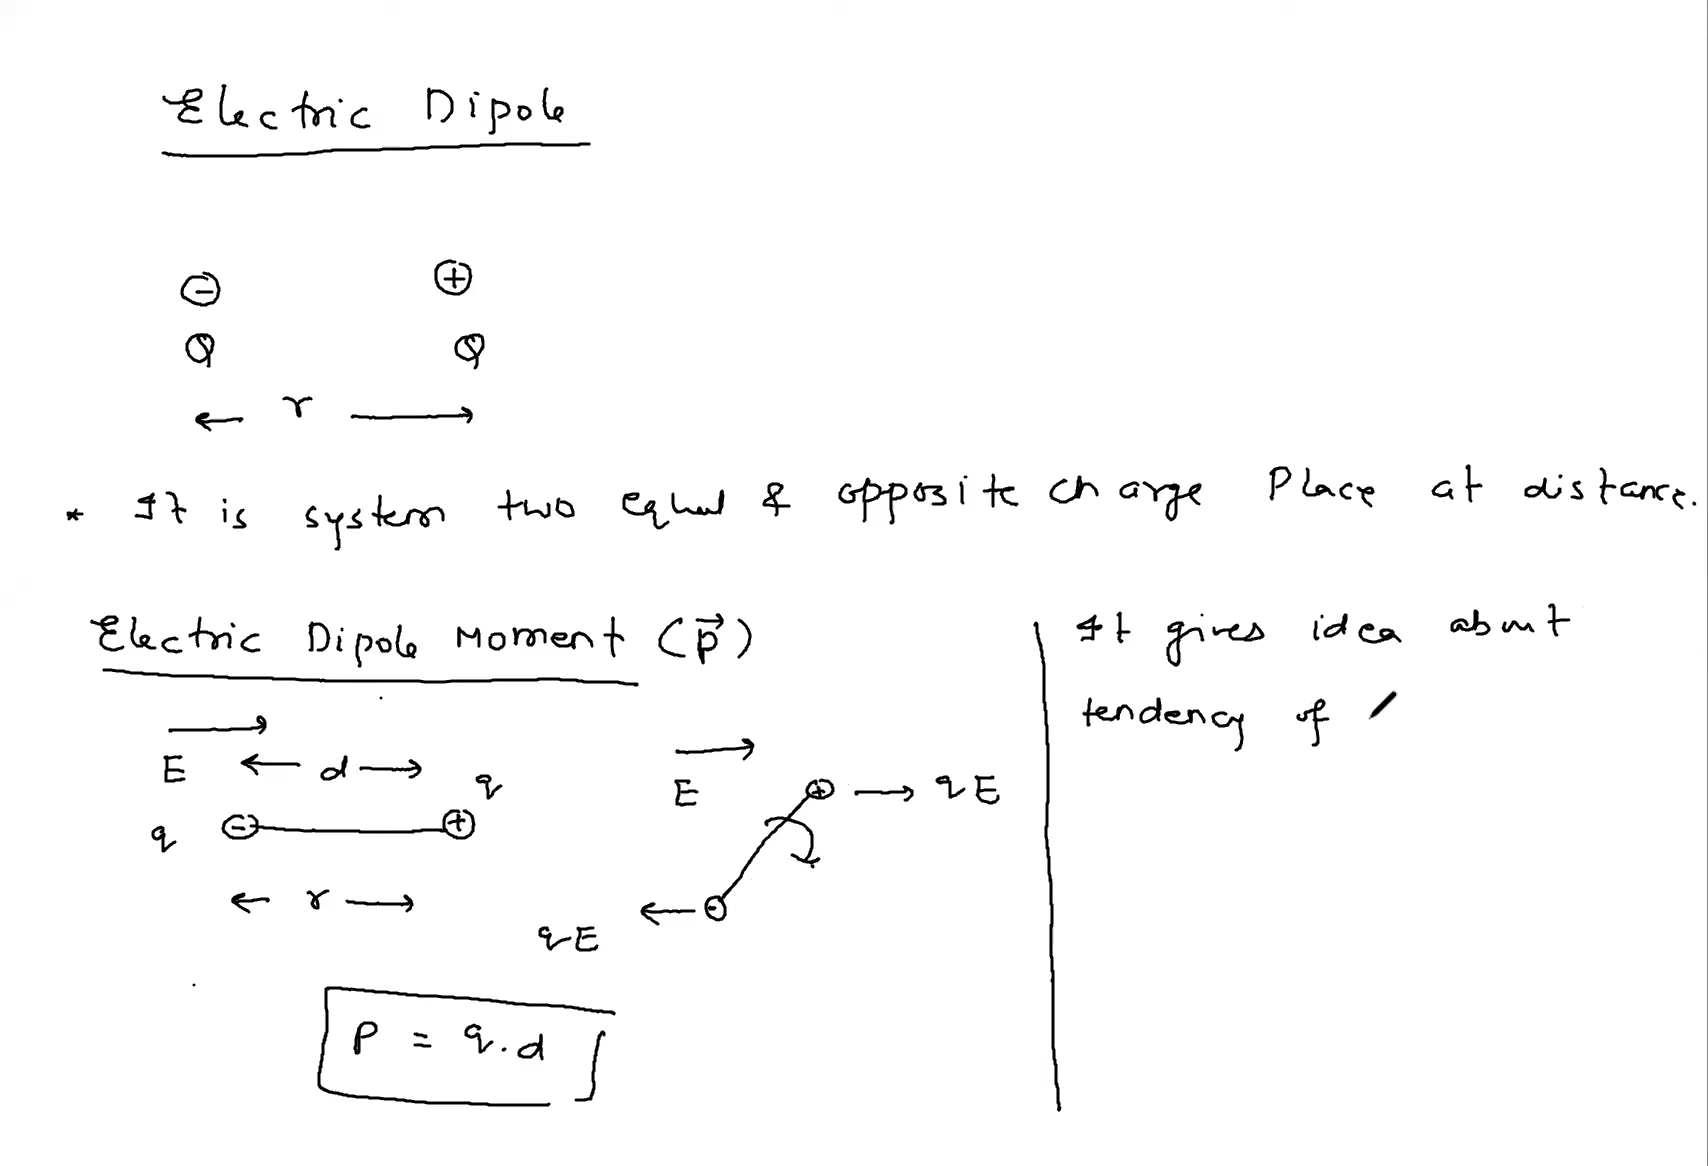 Electric Dipole
⊖ ⊕
Q Q
← r →
* It is system two equal & opposite charge Place at distance.
Electric Dipole Moment (p⃗)
E ← d → q
q ⊖ ⊕
← r →
E ⊕ → qE
qE ← ⊖
P = q.d
It gives idea about
tendency of